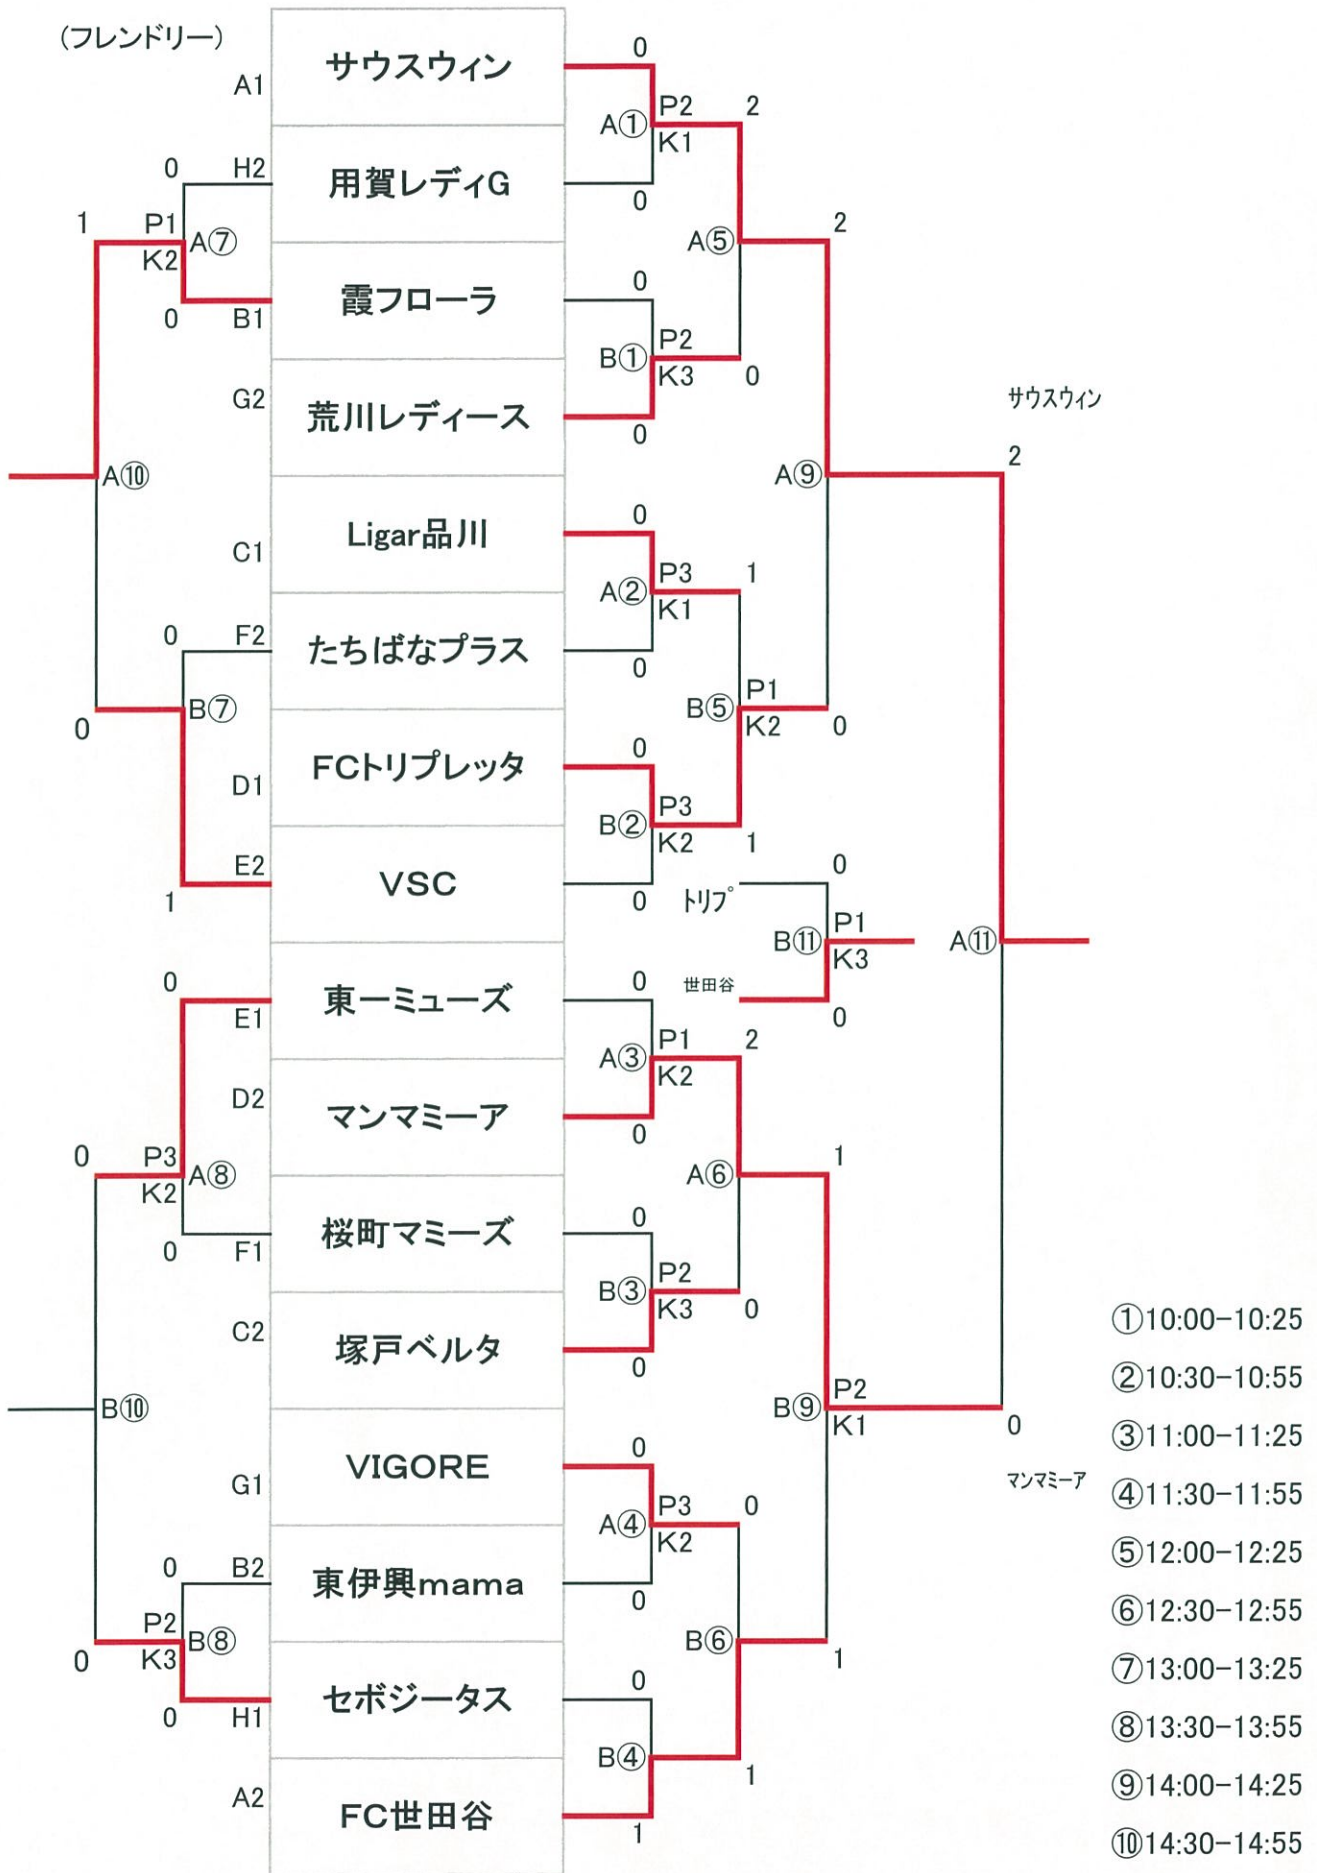 (フレンドリー)
サウスウィン
0
A1
P2
2
A①
K1
0
H2
用賀レディG
0
1
P1
A⑦
K2
A⑤
2
0
B1
霞フローラ
0
B①
P2
K3
0
G2
荒川レディース
0
サウスウィン
A⑩
A⑨
2
Ligar品川
0
C1
A②
P3
1
K1
0
F2
たちばなプラス
0
0
B⑦
B⑤
P1
K2
0
FCトリプレッタ
0
D1
B②
P3
K2
1
E2
VSC
1
0
トリプ
0
B⑪
P1
K3
A⑪
0
E1
東一ミューズ
0
世田谷
0
A③
P1
2
K2
D2
マンマミーア
0
0
P3
A⑧
K2
A⑥
1
0
F1
桜町マミーズ
0
B③
P2
K3
0
C2
塚戸ベルタ
0
①10:00-10:25
②10:30-10:55
B⑩
B⑨
P2
K1
0
③11:00-11:25
VIGORE
0
G1
マンマミーア
④11:30-11:55
A④
P3
0
K2
⑤12:00-12:25
0
B2
東伊興mama
0
⑥12:30-12:55
P2
B⑧
K3
0
B⑥
1
⑦13:00-13:25
0
H1
セボジータス
0
⑧13:30-13:55
B④
1
⑨14:00-14:25
A2
FC世田谷
1
⑩14:30-14:55